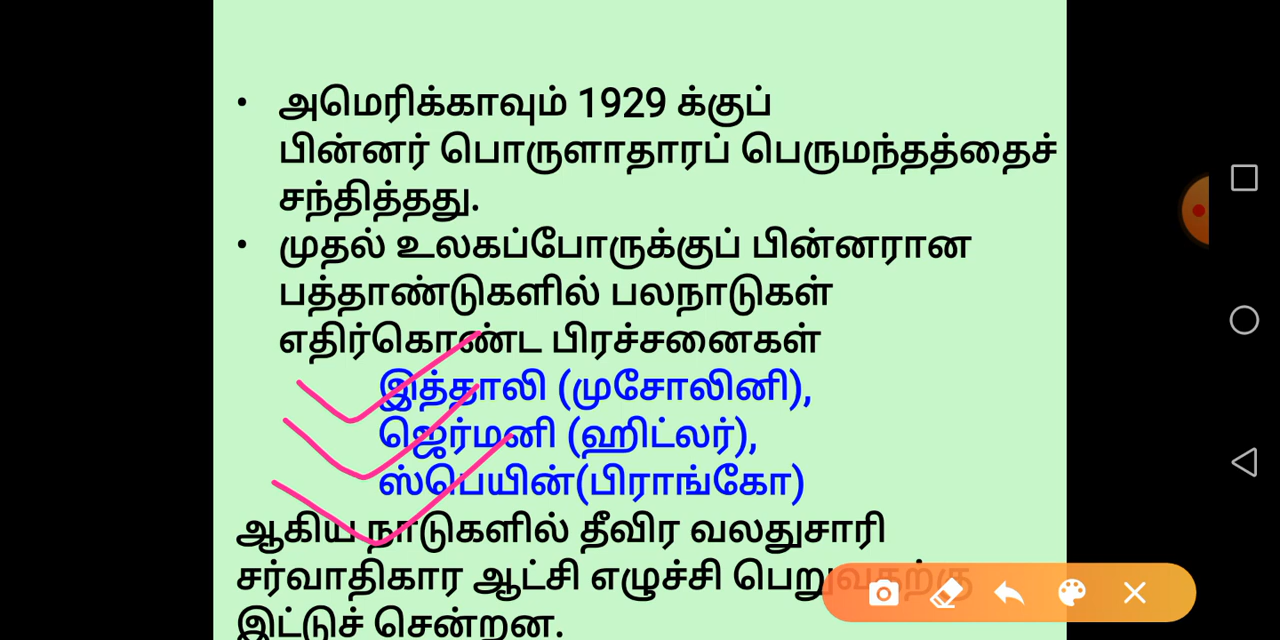 • அமெரிக்காவும் 1929 க்குப்
பின்னர் பொருளாதாரப் பெருமந்தத்தைச்
சந்தித்தது.
• முதல் உலகப்போருக்குப் பின்னரான
பத்தாண்டுகளில் பலநாடுகள்
எதிர்கொண்ட பிரச்சனைகள்
இத்தாலி (முசோலினி),
ஜெர்மனி (ஹிட்லர்),
ஸ்பெயின்(பிராங்கோ)
ஆகிய நாடுகளில் தீவிர வலதுசாரி
சர்வாதிகார ஆட்சி எழுச்சி பெறுவதற்கு
இட்டுச் சென்றன.